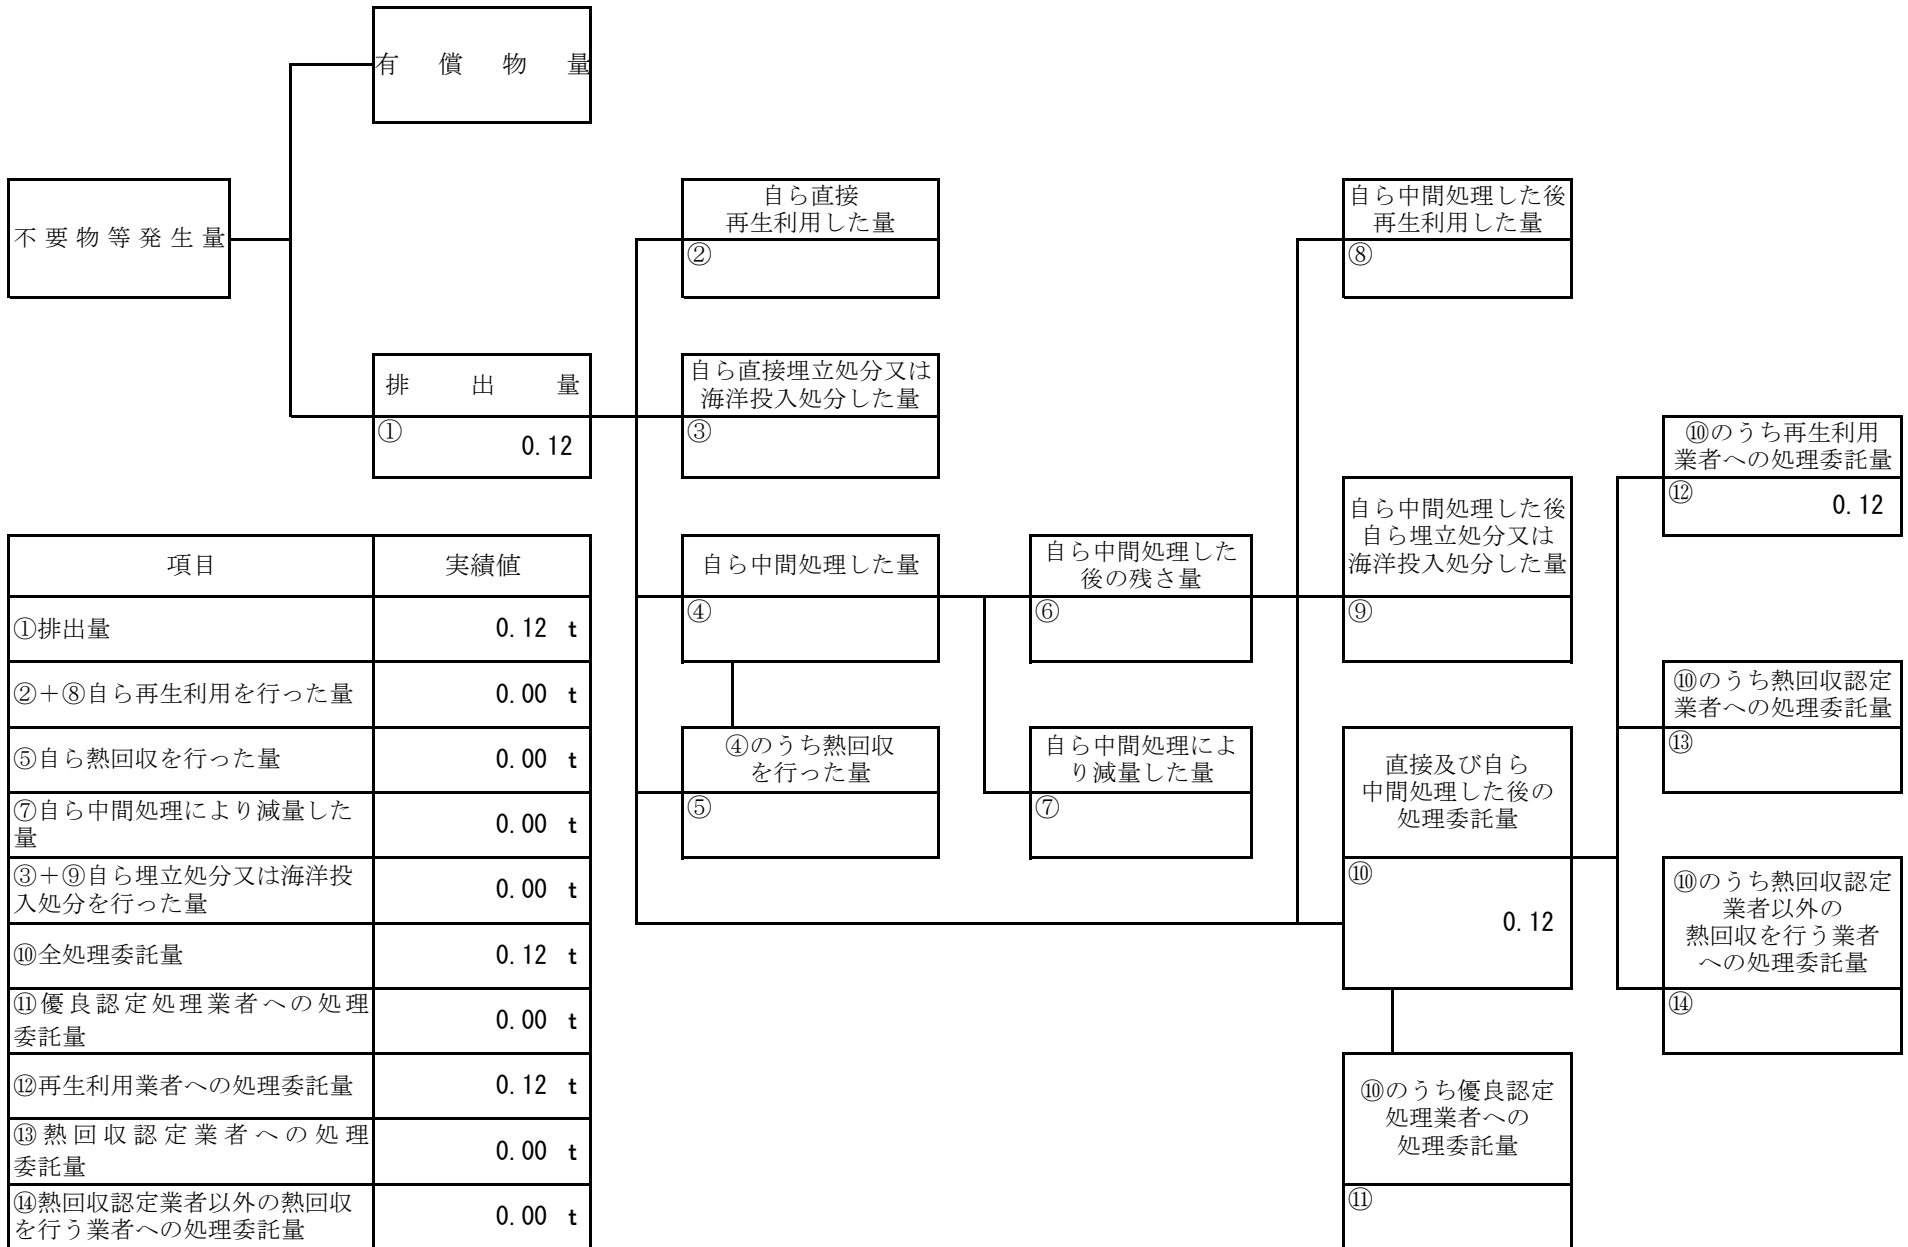 有償物量
不要物等発生量
排出量
①
0.12
自ら直接
再生利用した量
②
自ら直接埋立処分又は
海洋投入処分した量
③
自ら中間処理した量
④
④のうち熱回収
を行った量
⑤
自ら中間処理した
後の残さ量
⑥
自ら中間処理によ
り減量した量
⑦
自ら中間処理した後
再生利用した量
⑧
自ら中間処理した後
自ら埋立処分又は
海洋投入処分した量
⑨
直接及び自ら
中間処理した後の
処理委託量
⑩
0.12
⑩のうち優良認定
処理業者への
処理委託量
⑪
⑩のうち再生利用
業者への処理委託量
⑫
0.12
⑩のうち熱回収認定
業者への処理委託量
⑬
⑩のうち熱回収認定
業者以外の
熱回収を行う業者
への処理委託量
⑭
項目 実績値
①排出量 0.12 t
②+⑧自ら再生利用を行った量 0.00 t
⑤自ら熱回収を行った量 0.00 t
⑦自ら中間処理により減量した
量 0.00 t
③+⑨自ら埋立処分又は海洋投
入処分を行った量 0.00 t
⑩全処理委託量 0.12 t
⑪優良認定処理業者への処理
委託量 0.00 t
⑫再生利用業者への処理委託量 0.12 t
⑬熱回収認定業者への処理
委託量 0.00 t
⑭熱回収認定業者以外の熱回収
を行う業者への処理委託量 0.00 t